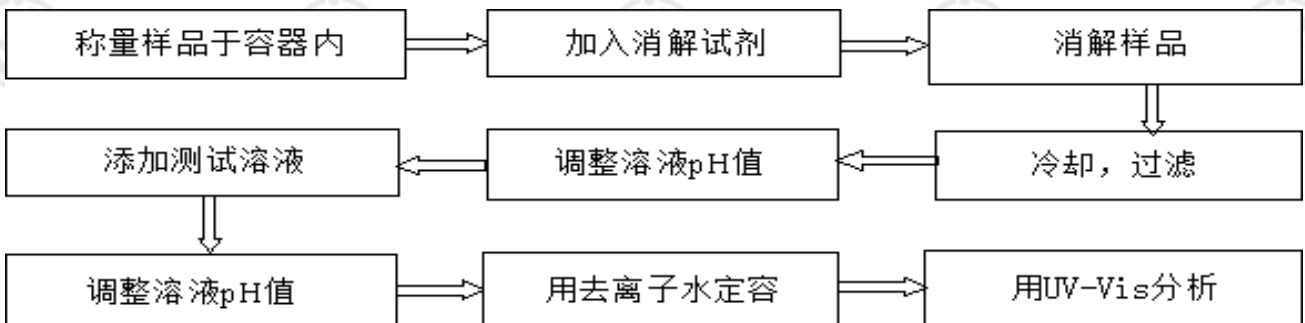 称量样品于容器内
加入消解试剂
消解样品
冷却，过滤
调整溶液pH值
添加测试溶液
调整溶液pH值
用去离子水定容
用UV-Vis分析